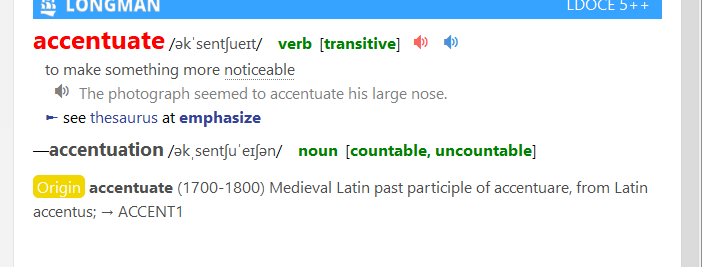 LONGMAN LDOCE 5++
accentuate /əkˈsentʃueɪt/ verb [transitive]
to make something more noticeable
The photograph seemed to accentuate his large nose.
► see thesaurus at emphasize
—accentuation /əkˌsentʃuˈeɪʃən/ noun [countable, uncountable]
Origin accentuate (1700-1800) Medieval Latin past participle of accentuare, from Latin
accentus; → ACCENT1